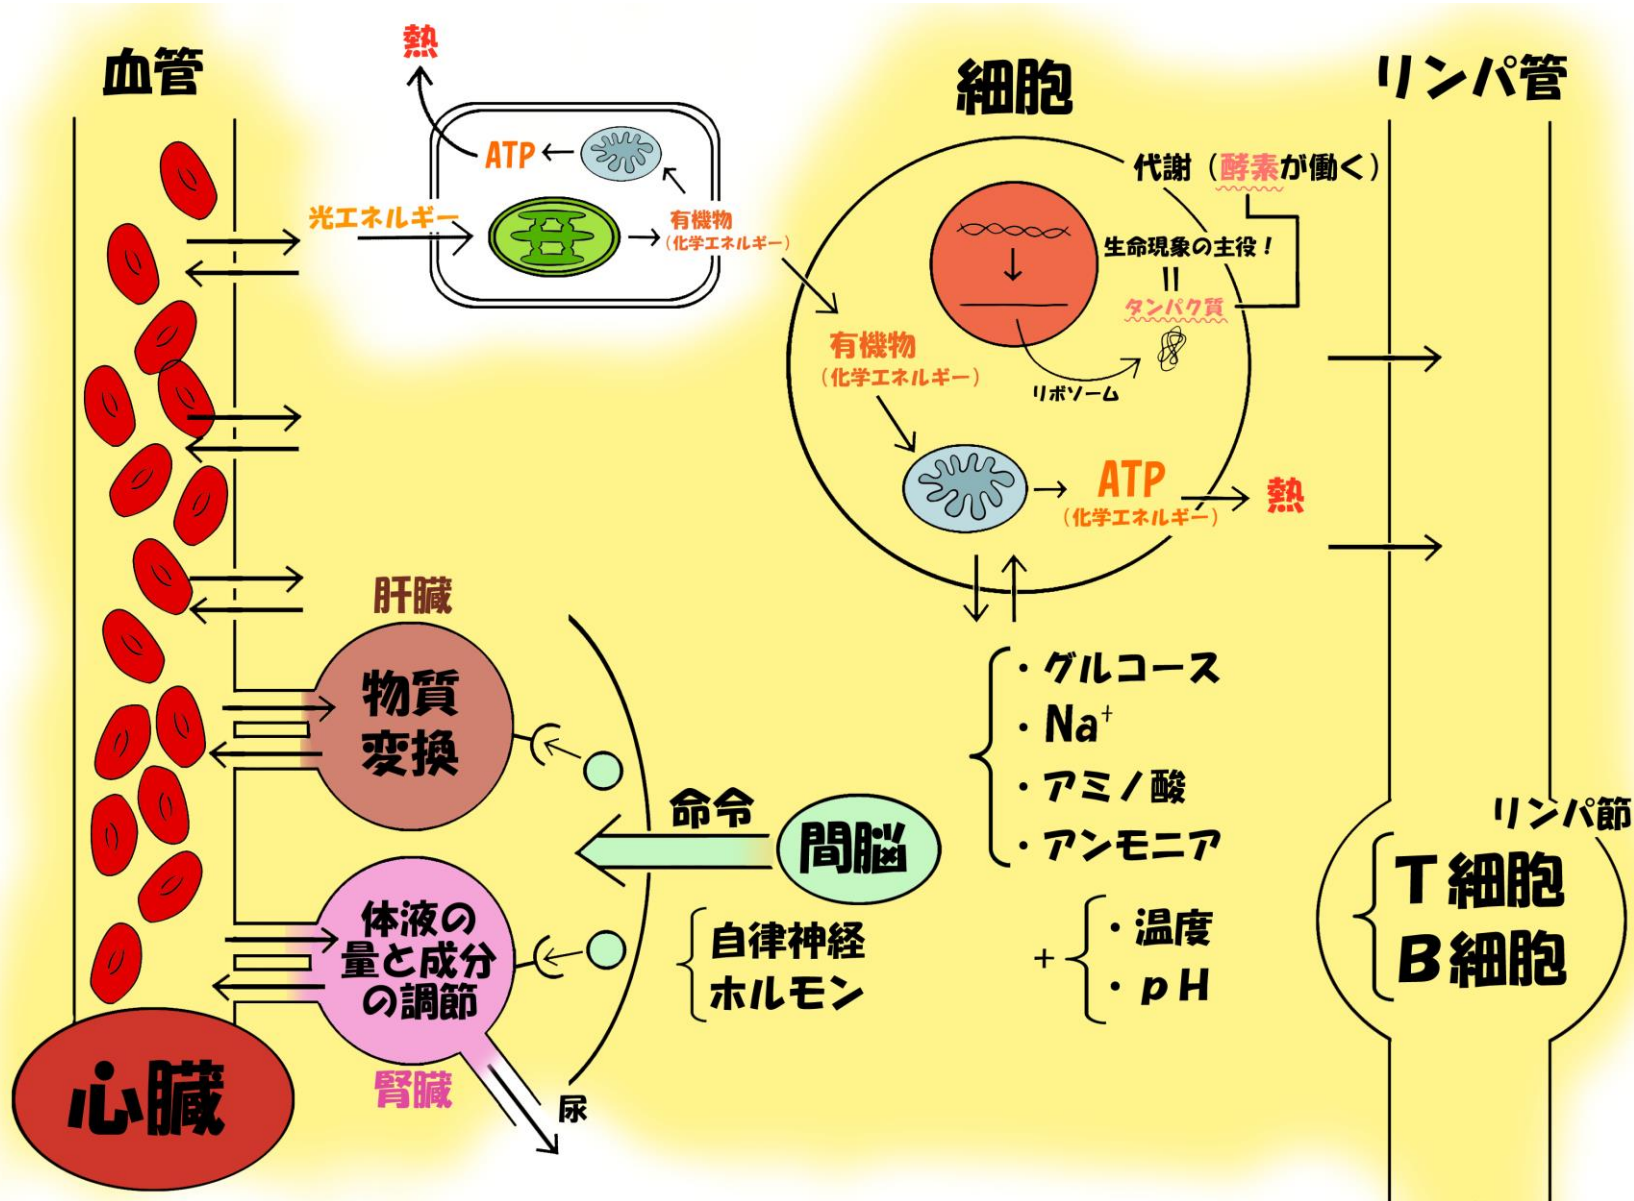 血管
熱
ATP
光エネルギー
有機物
(化学エネルギー)
細胞
代謝(酵素が働く)
生命現象の主役!
=
タンパク質
リボソーム
有機物
(化学エネルギー)
ATP
(化学エネルギー)
熱
リンパ管
肝臓
物質
変換
体液の
量と成分
の調節
腎臓
尿
心臓
命令
間脳
自律神経
ホルモン
・グルコース
・Na⁺
・アミノ酸
・アンモニア
+
・温度
・pH
リンパ節
T細胞
B細胞